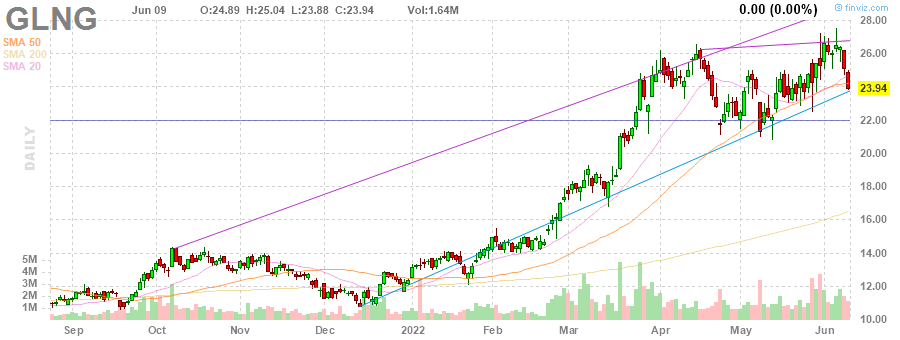 GLNG Jun 09 O:24.89 H:25.04 L:23.88 C:23.94 Vol:1.64M 0.00 (0.00%) © finviz.com
SMA 50
SMA 200
SMA 20
DAILY
28.00
26.00
23.94
22.00
20.00
18.00
16.00
14.00
12.00
10.00
5M
4M
3M
2M
1M
Sep Oct Nov Dec 2022 Feb Mar Apr May Jun